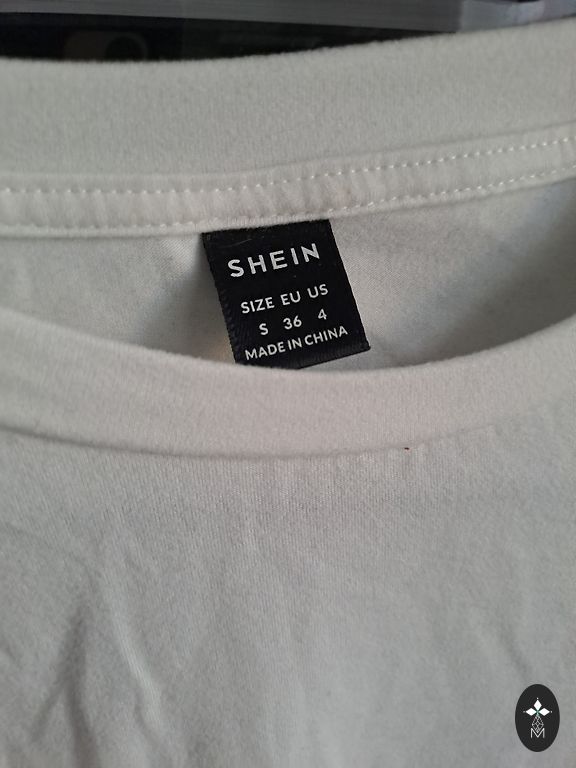 SHEIN
SIZE EU US
S 36 4
MADE IN CHINA
M